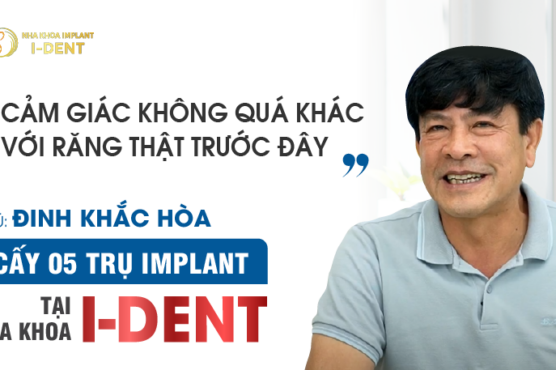 NHA KHOA IMPLANT
I-DENT
CẢM GIÁC KHÔNG QUÁ KHÁC
VỚI RĂNG THẬT TRƯỚC ĐÂY
”
: ĐINH KHẮC HÒA
CẤY 05 TRỤ IMPLANT
TẠI
A KHOA I-DENT